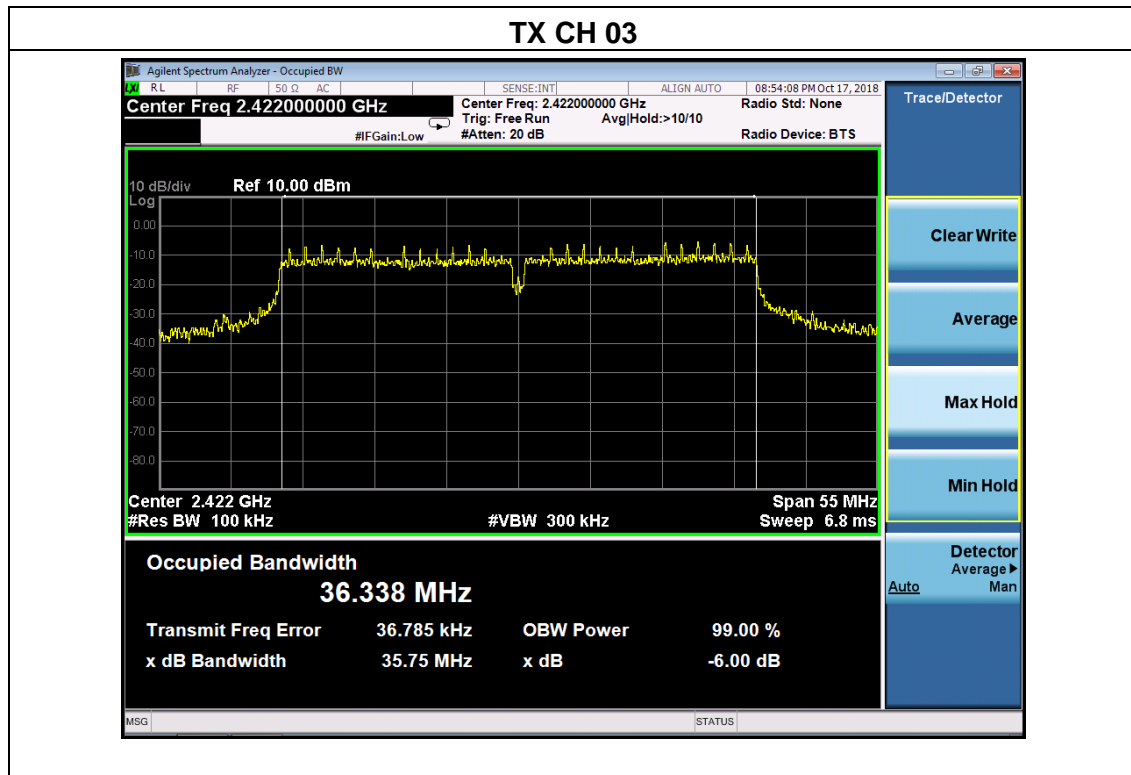 TX CH 03
Agilent Spectrum Analyzer - Occupied BW
LXI RL RF 50 Ω AC SENSE:INT ALIGN AUTO 08:54:08 PM Oct 17, 2018
Center Freq 2.422000000 GHz
Center Freq: 2.422000000 GHz
Radio Std: None
Trig: Free Run Avg|Hold:>10/10
#IFGain:Low #Atten: 20 dB Radio Device: BTS
Trace/Detector
10 dB/div Ref 10.00 dBm
Log
0.00
-10.0
-20.0
-30.0
-40.0
-50.0
-60.0
-70.0
-80.0
Center 2.422 GHz Span 55 MHz
#Res BW 100 kHz #VBW 300 kHz Sweep 6.8 ms
Clear Write
Average
Max Hold
Min Hold
Detector
Average▶
Auto Man
Occupied Bandwidth
36.338 MHz
Transmit Freq Error 36.785 kHz OBW Power 99.00 %
x dB Bandwidth 35.75 MHz x dB -6.00 dB
MSG STATUS